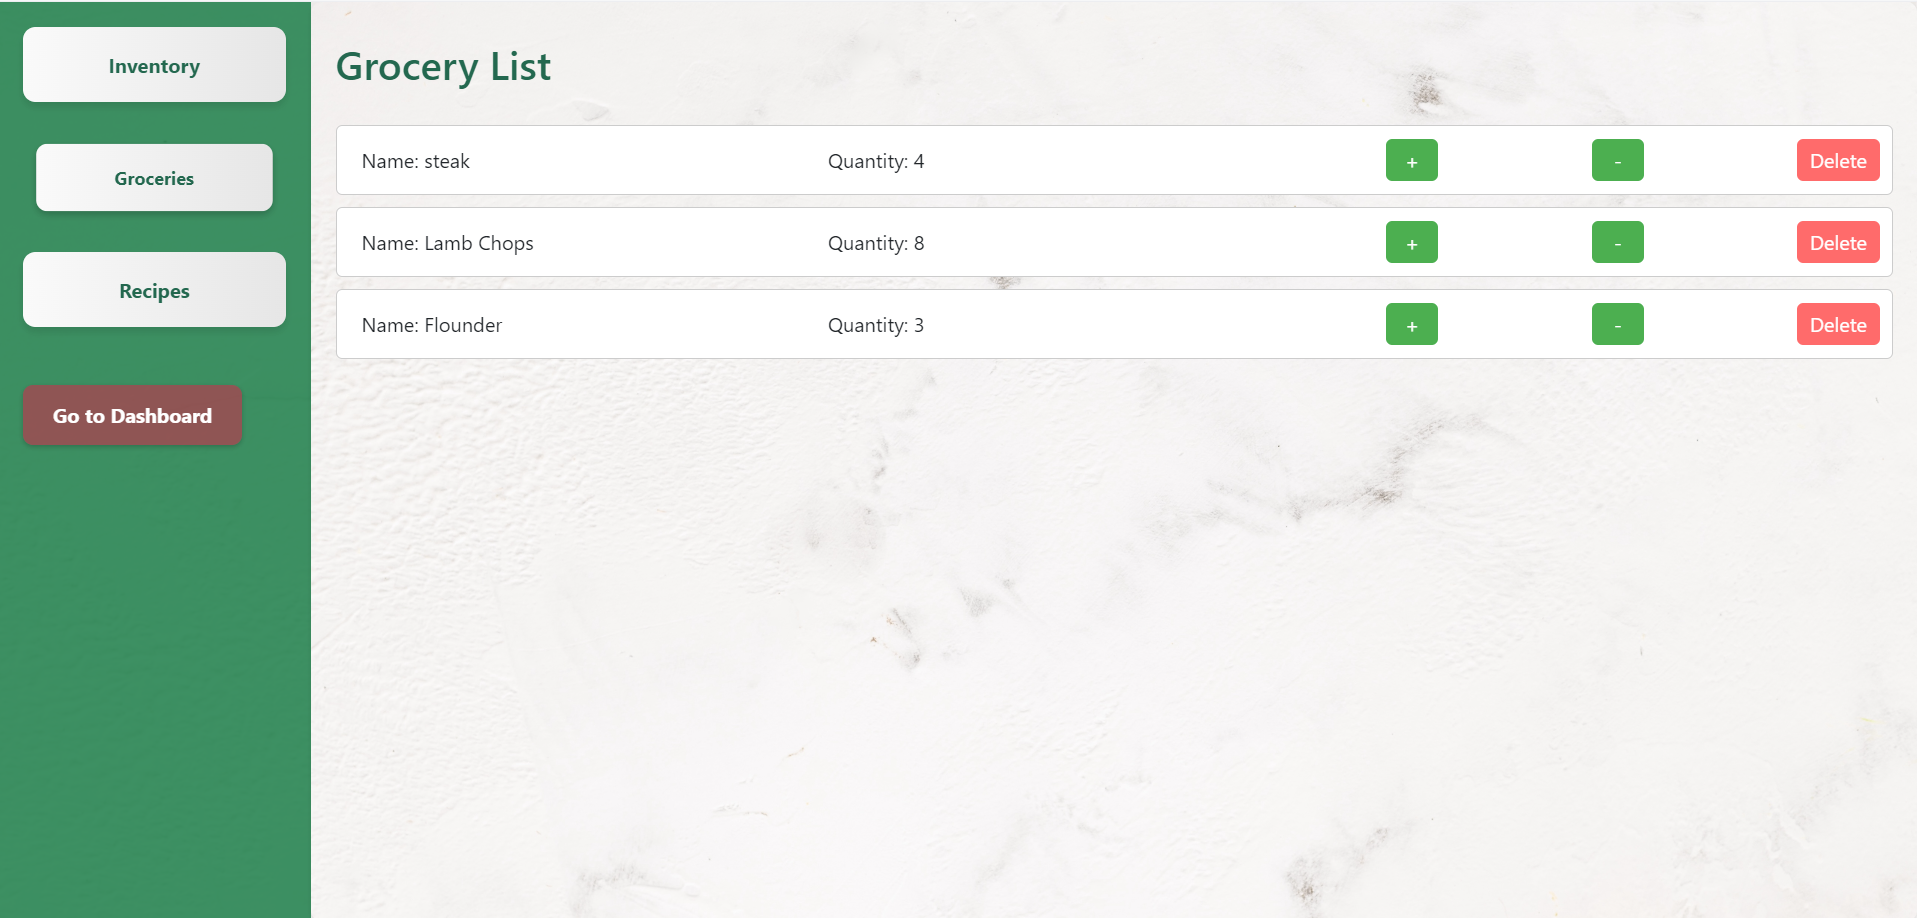 Inventory
Groceries
Recipes
Go to Dashboard
Grocery List
Name: steak Quantity: 4 + - Delete
Name: Lamb Chops Quantity: 8 + - Delete
Name: Flounder Quantity: 3 + - Delete